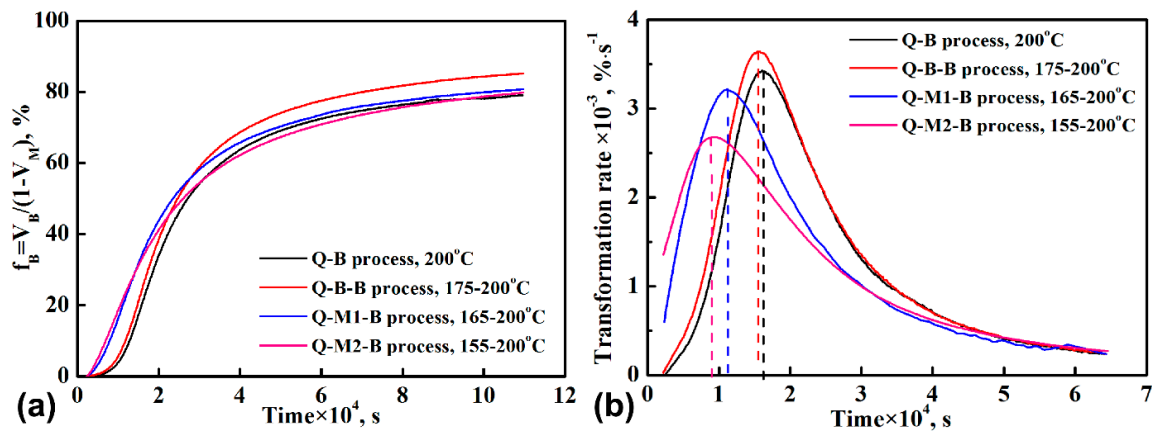 100
80
60
40
20
0
f_B=V_B/(1-V_M), %
Q-B process, 200°C
Q-B-B process, 175-200°C
Q-M1-B process, 165-200°C
Q-M2-B process, 155-200°C
0 2 4 6 8 10 12
(a)
Time×10⁴, s
4
3
2
1
0
Transformation rate ×10⁻³, %·s⁻¹
Q-B process, 200°C
Q-B-B process, 175-200°C
Q-M1-B process, 165-200°C
Q-M2-B process, 155-200°C
0 1 2 3 4 5 6 7
(b)
Time×10⁴, s